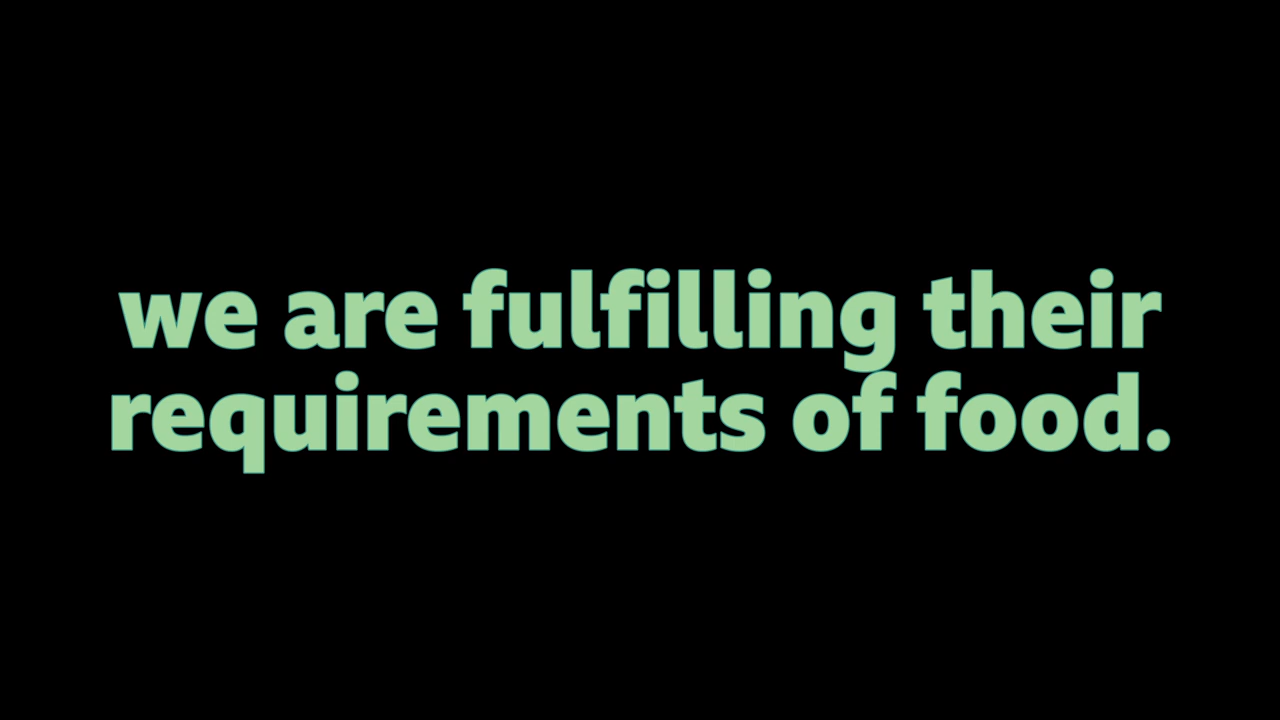 we are fulfilling their
requirements of food.